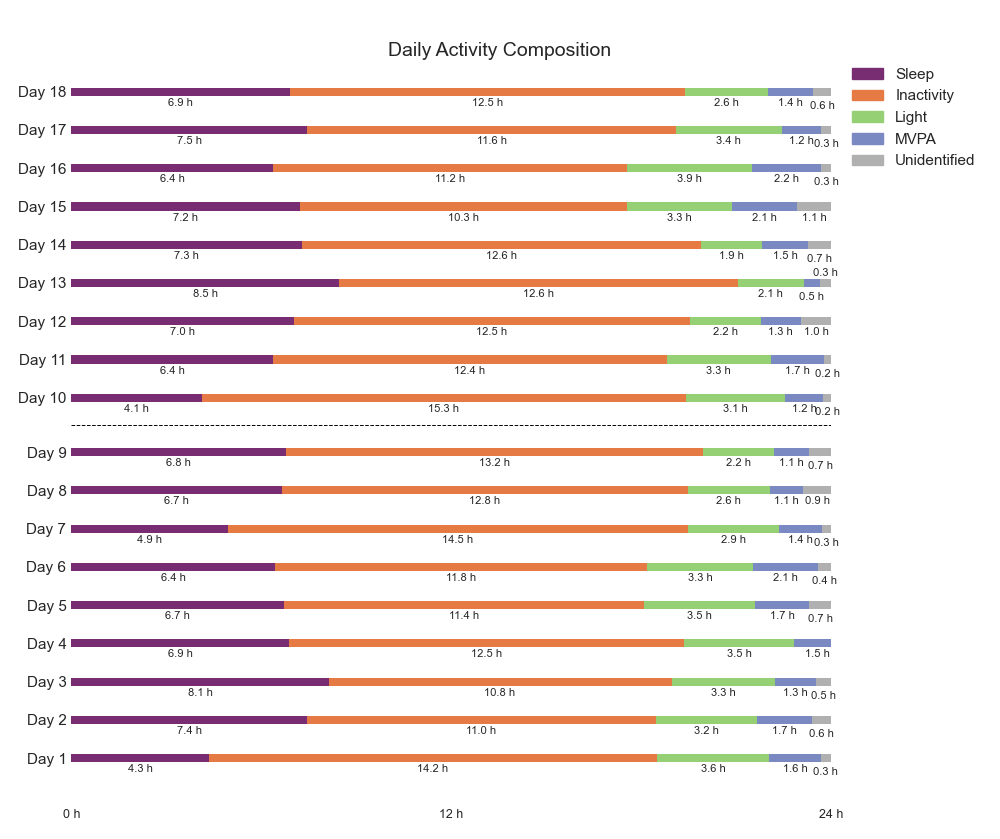 Daily Activity Composition
Sleep
Inactivity
Light
MVPA
Unidentified
Day 18
6.9 h 12.5 h 2.6 h 1.4 h 0.6 h
Day 17
7.5 h 11.6 h 3.4 h 1.2 h 0.3 h
Day 16
6.4 h 11.2 h 3.9 h 2.2 h 0.3 h
Day 15
7.2 h 10.3 h 3.3 h 2.1 h 1.1 h
Day 14
7.3 h 12.6 h 1.9 h 1.5 h 0.7 h
0.3 h
Day 13
8.5 h 12.6 h 2.1 h 0.5 h
Day 12
7.0 h 12.5 h 2.2 h 1.3 h 1.0 h
Day 11
6.4 h 12.4 h 3.3 h 1.7 h 0.2 h
Day 10
4.1 h 15.3 h 3.1 h 1.2 h 0.2 h
Day 9
6.8 h 13.2 h 2.2 h 1.1 h 0.7 h
Day 8
6.7 h 12.8 h 2.6 h 1.1 h 0.9 h
Day 7
4.9 h 14.5 h 2.9 h 1.4 h 0.3 h
Day 6
6.4 h 11.8 h 3.3 h 2.1 h 0.4 h
Day 5
6.7 h 11.4 h 3.5 h 1.7 h 0.7 h
Day 4
6.9 h 12.5 h 3.5 h 1.5 h
Day 3
8.1 h 10.8 h 3.3 h 1.3 h 0.5 h
Day 2
7.4 h 11.0 h 3.2 h 1.7 h 0.6 h
Day 1
4.3 h 14.2 h 3.6 h 1.6 h 0.3 h
0 h 12 h 24 h